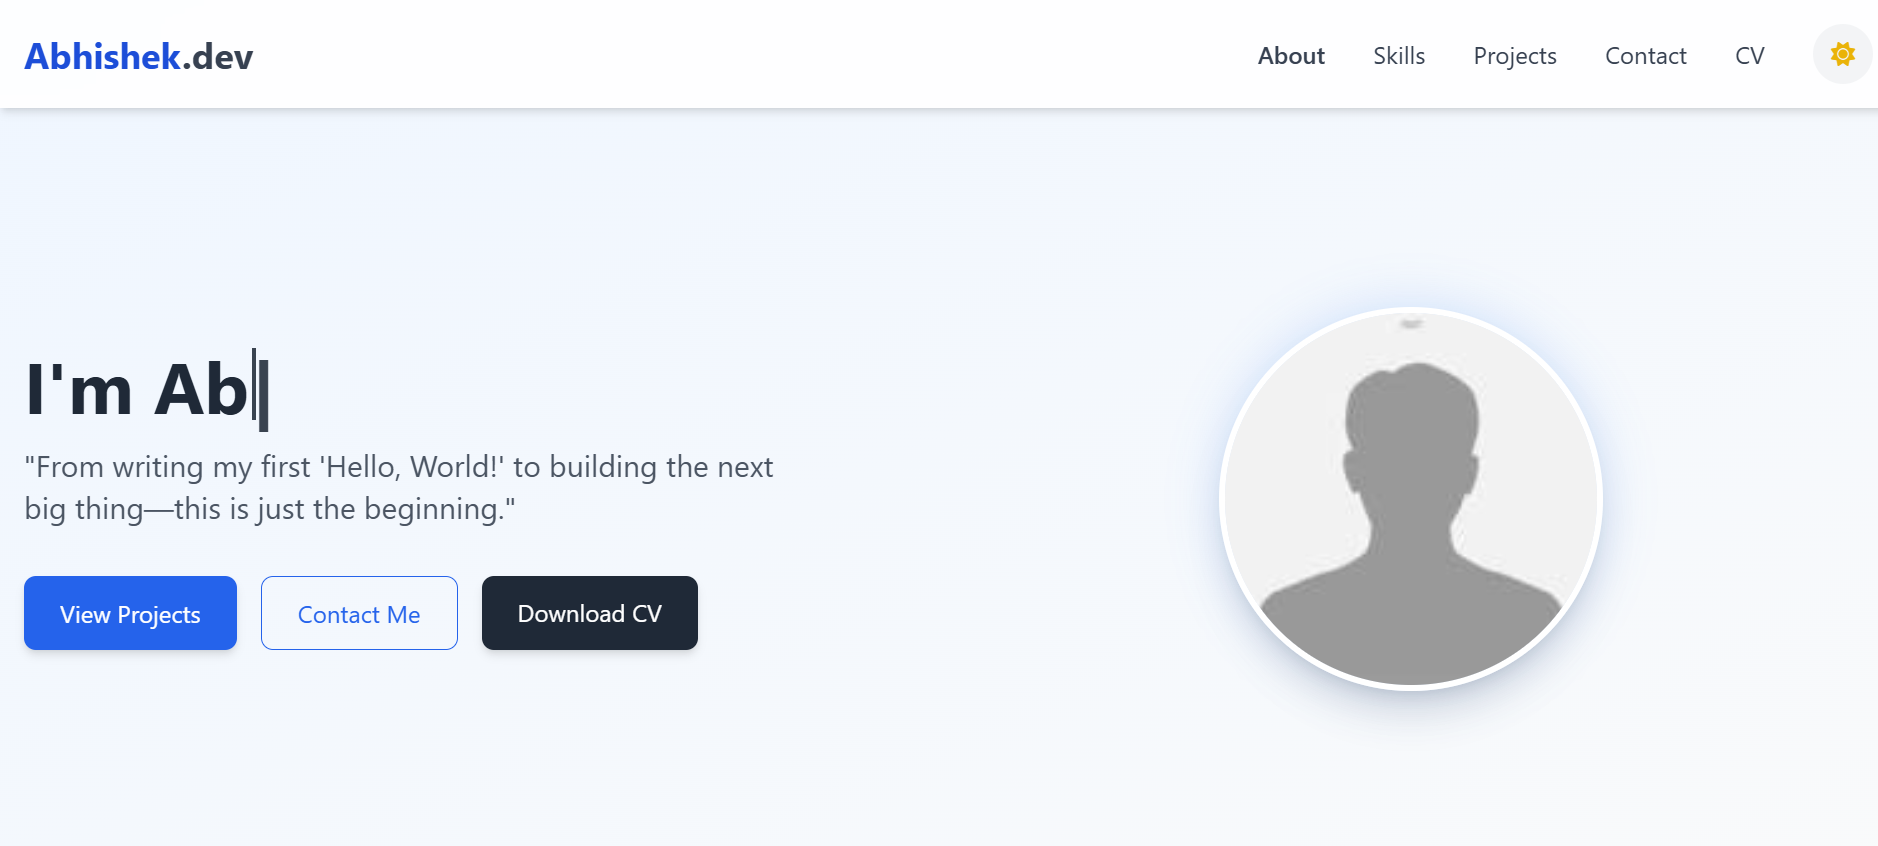 Abhishek.dev
About Skills Projects Contact CV
I'm Ab
"From writing my first 'Hello, World!' to building the next
big thing—this is just the beginning."
View Projects Contact Me Download CV